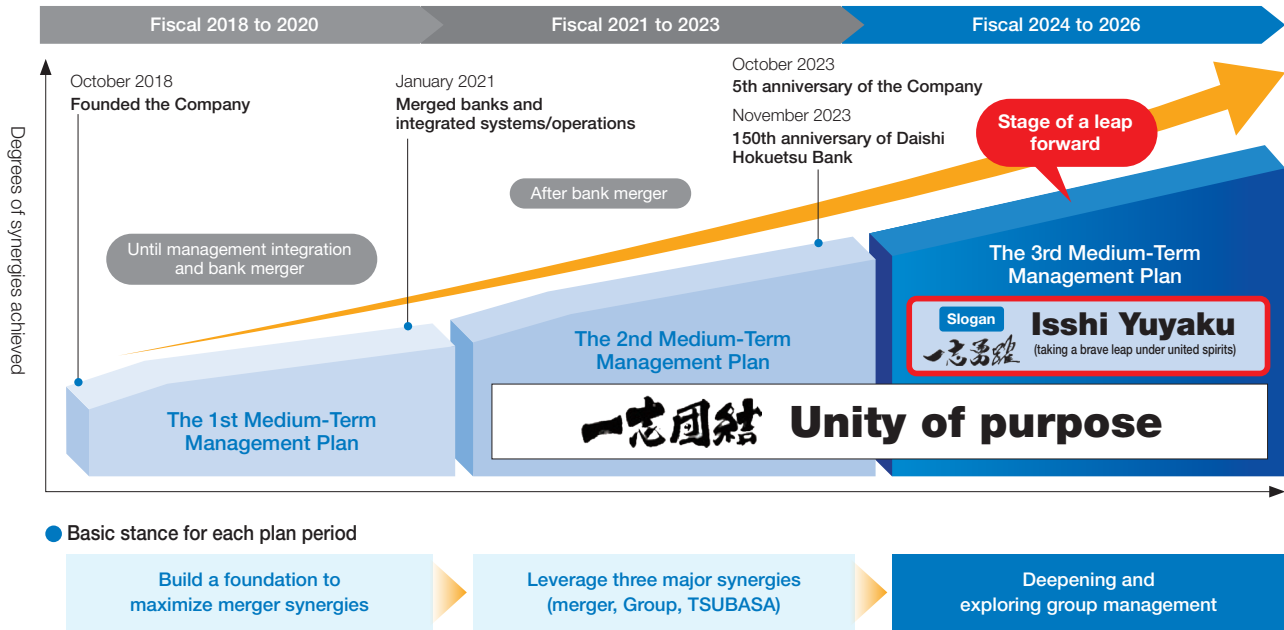 Fiscal 2018 to 2020
Fiscal 2021 to 2023
Fiscal 2024 to 2026
Degrees of synergies achieved
October 2018
Founded the Company
January 2021
Merged banks and
integrated systems/operations
October 2023
5th anniversary of the Company
November 2023
150th anniversary of Daishi
Hokuetsu Bank
Stage of a leap
forward
Until management integration
and bank merger
After bank merger
The 1st Medium-Term
Management Plan
The 2nd Medium-Term
Management Plan
The 3rd Medium-Term
Management Plan
Slogan
一志勇躍
Isshi Yuyaku
(taking a brave leap under united spirits)
一志団結 Unity of purpose
Basic stance for each plan period
Build a foundation to
maximize merger synergies
Leverage three major synergies
(merger, Group, TSUBASA)
Deepening and
exploring group management